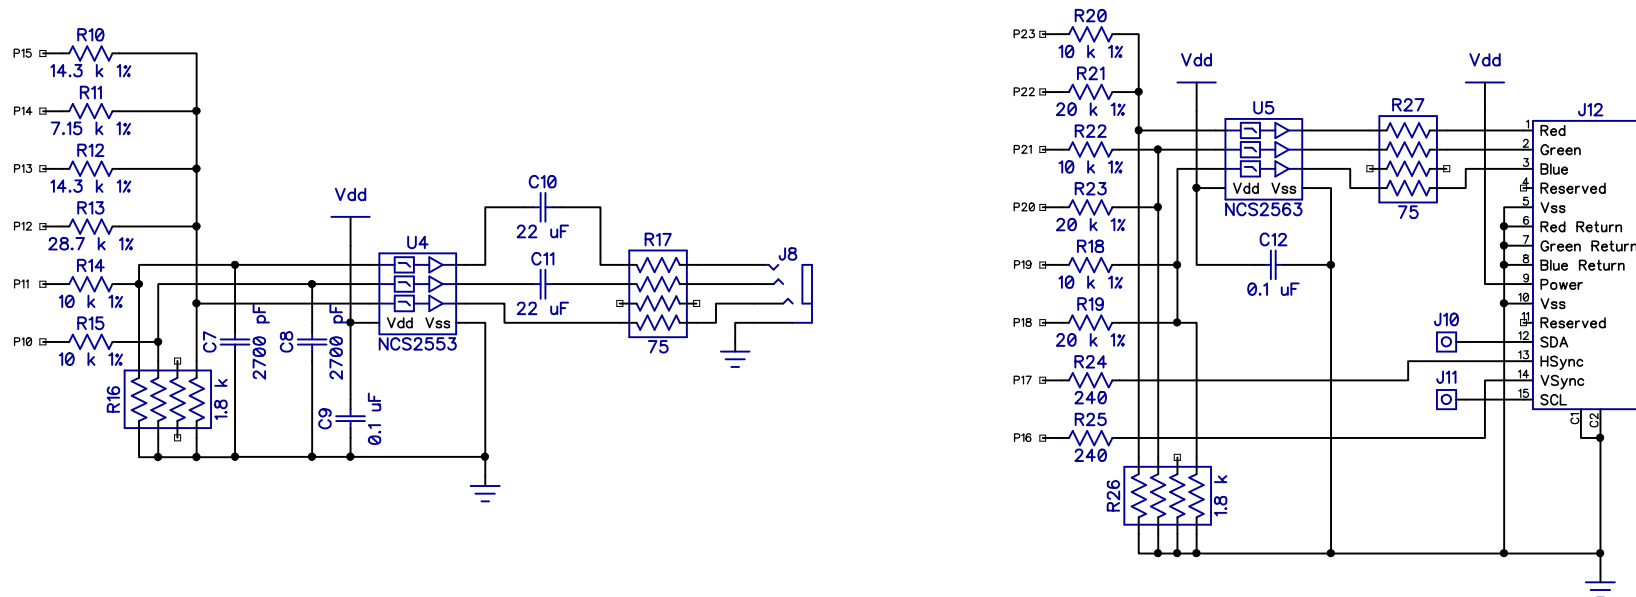 R10
P15
14.3 k 1%
R11
P14
7.15 k 1%
R12
P13
14.3 k 1%
R13
P12
28.7 k 1%
R14
P11
10 k 1%
R15
P10
10 k 1%
R16
1.8 k
C7
2700 pF
C8
2700 pF
Vdd
C9
0.1 uF
U4
Vdd Vss
NCS2553
C10
22 uF
C11
22 uF
R17
75
J8
R20
P23
10 k 1%
R21
P22
20 k 1%
R22
P21
10 k 1%
R23
P20
20 k 1%
R18
P19
10 k 1%
R19
P18
20 k 1%
R24
P17
240
R25
P16
240
R26
1.8 k
Vdd
U5
Vdd Vss
NCS2563
C12
0.1 uF
R27
75
Vdd
J10
J11
J12
1 Red
2 Green
3 Blue
4 Reserved
5 Vss
6 Red Return
7 Green Return
8 Blue Return
9 Power
10 Vss
11 Reserved
12 SDA
13 HSync
14 VSync
15 SCL
C1
C2